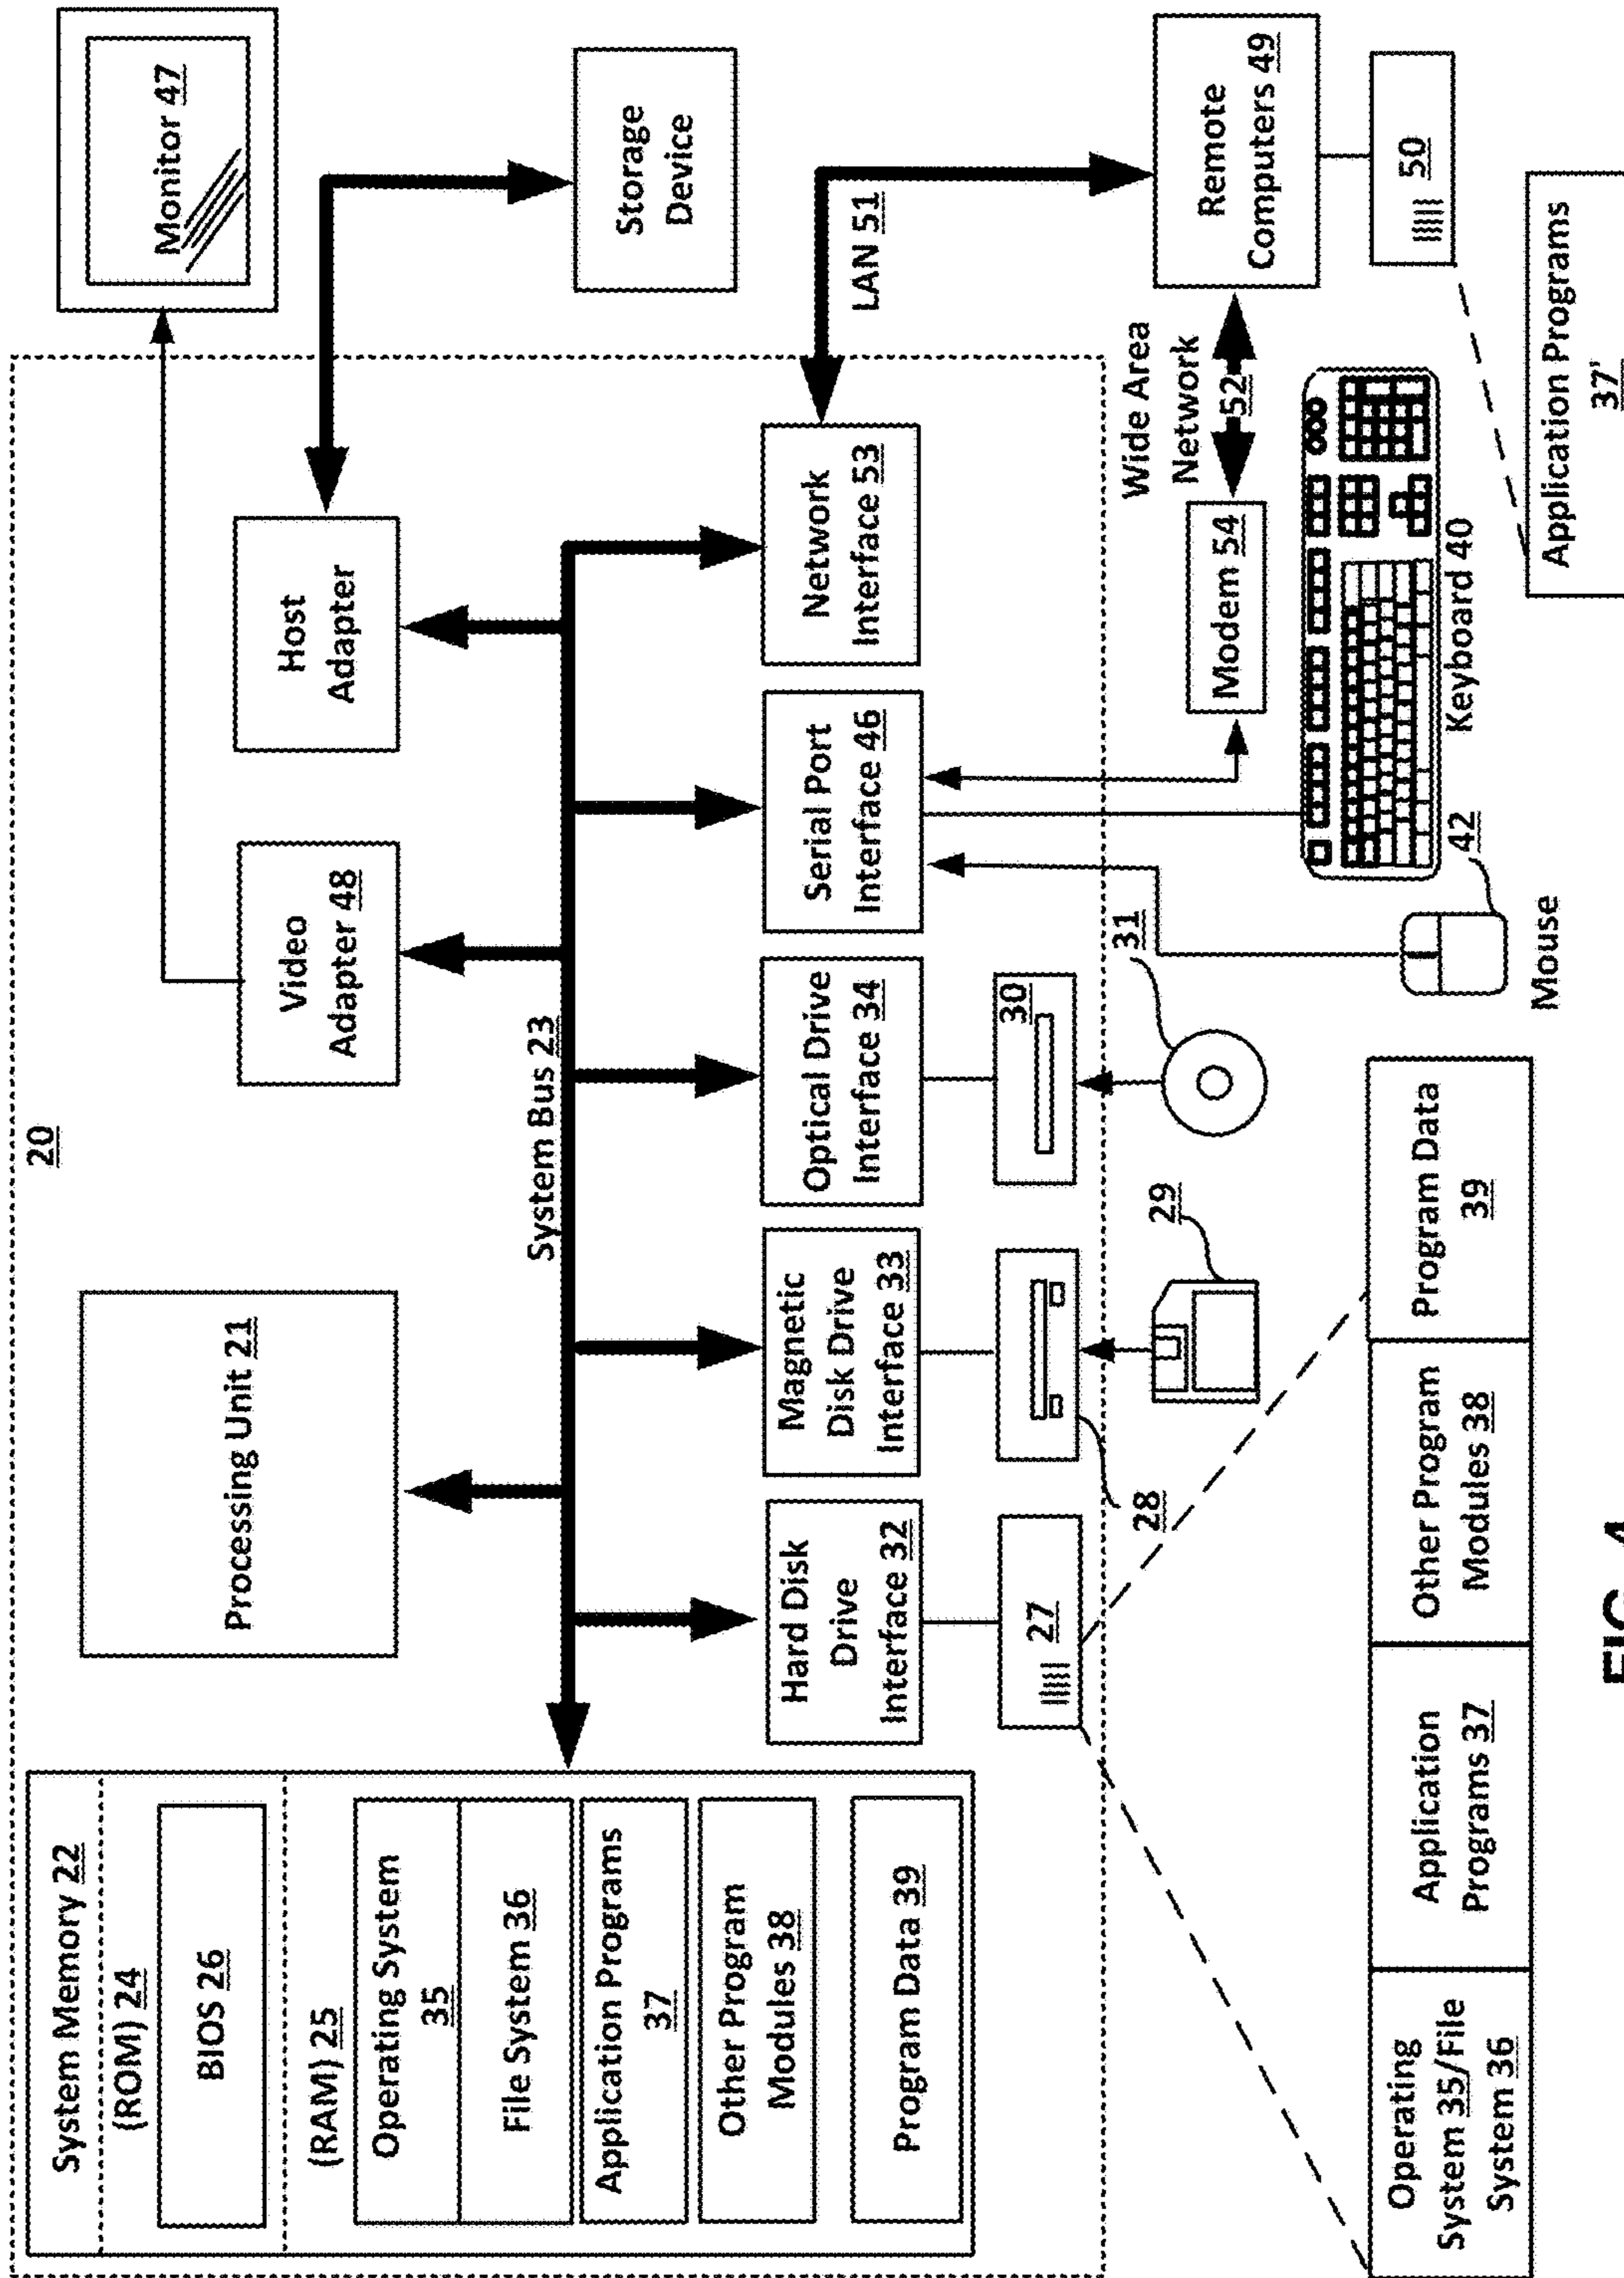 20
System Memory 22
(ROM) 24
BIOS 26
(RAM) 25
Operating System
35
File System 36
Application Programs
37
Other Program
Modules 38
Program Data 39
Processing Unit 21
Video
Adapter 48
Host
Adapter
Monitor 47
Storage
Device
System Bus 23
Hard Disk
Drive
Interface 32
Magnetic
Disk Drive
Interface 33
Optical Drive
Interface 34
Serial Port
Interface 46
Network
Interface 53
LAN 51
27
28
29
30
31
Wide Area
Network
52
Modem 54
Remote
Computers 49
50
Keyboard 40
42
Mouse
Operating
System 35/File
System 36
Application
Programs 37
Other Program
Modules 38
Program Data
39
Application Programs
37'
FIG. 4